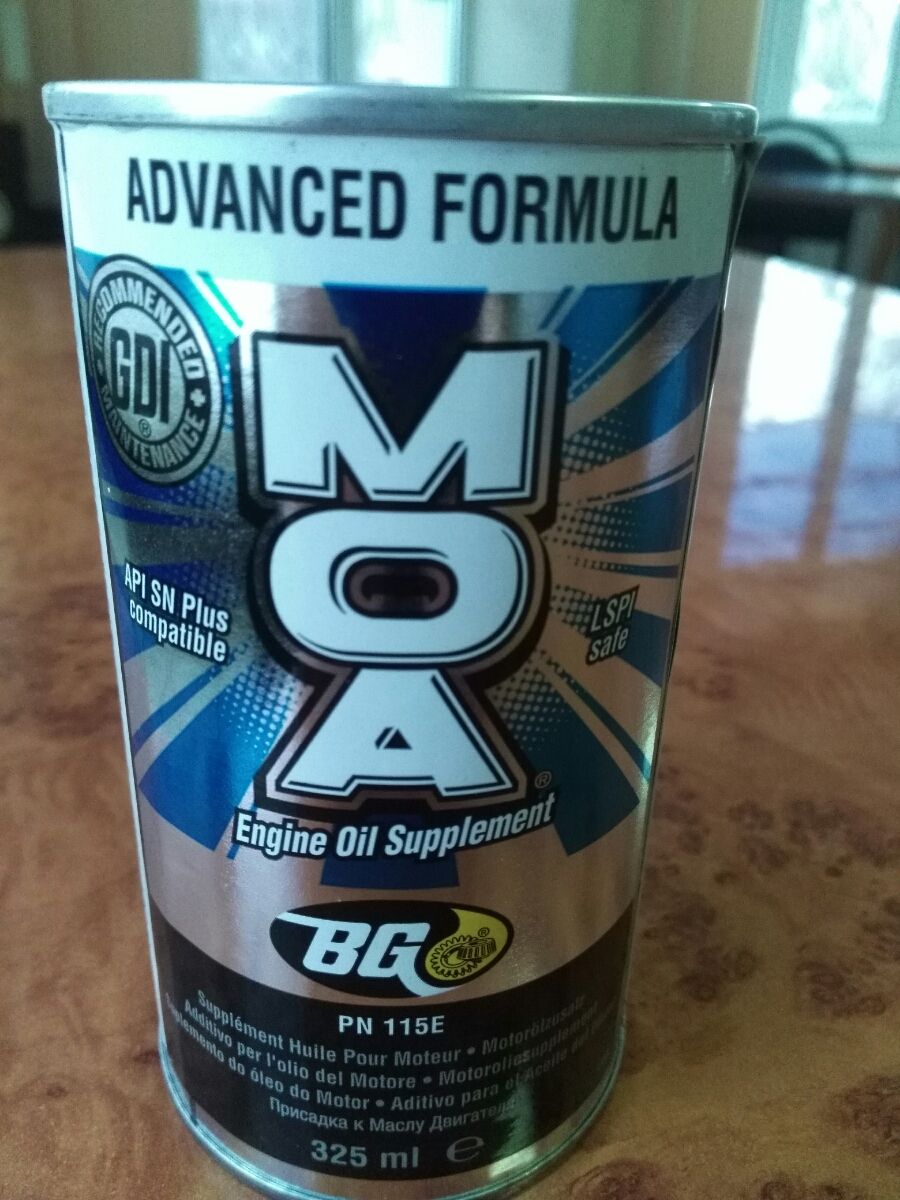 ADVANCED FORMULA
RECOMMENDED
GDI
®
MAINTENANCE
MOA
®
API SN Plus
compatible
LSPI
safe
Engine Oil Supplement
BG
®
PN 115E
Supplément Huile Pour Moteur •
Additivo per l'olio del Motore •
do óleo do Motor • Aditivo para el Aceite del
Присадка к Маслу Двигателя
325 ml ℮